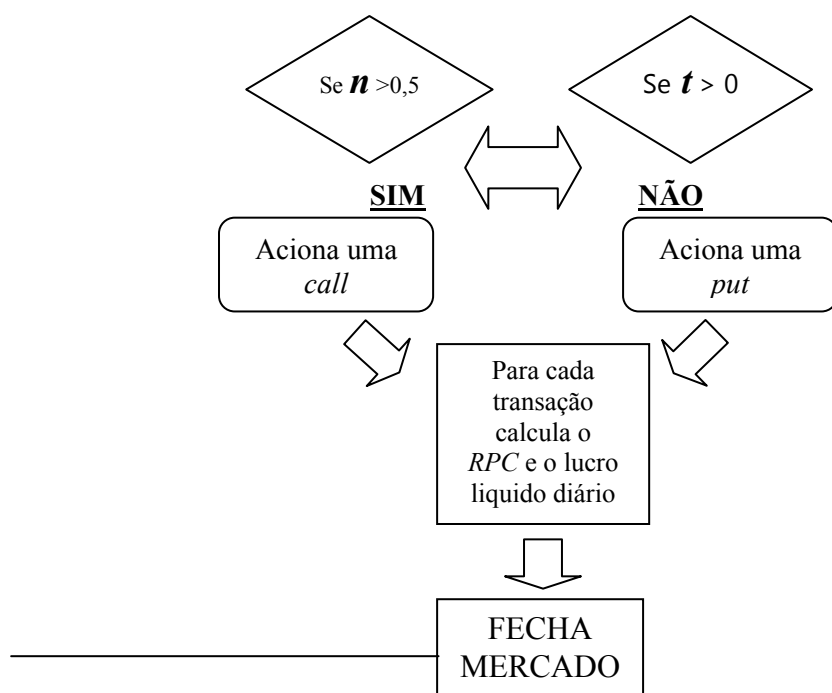 Se n >0,5
Se t > 0
SIM
NÃO
Aciona uma
call
Aciona uma
put
Para cada
transação
calcula o
RPC e o lucro
liquido diário
FECHA
MERCADO